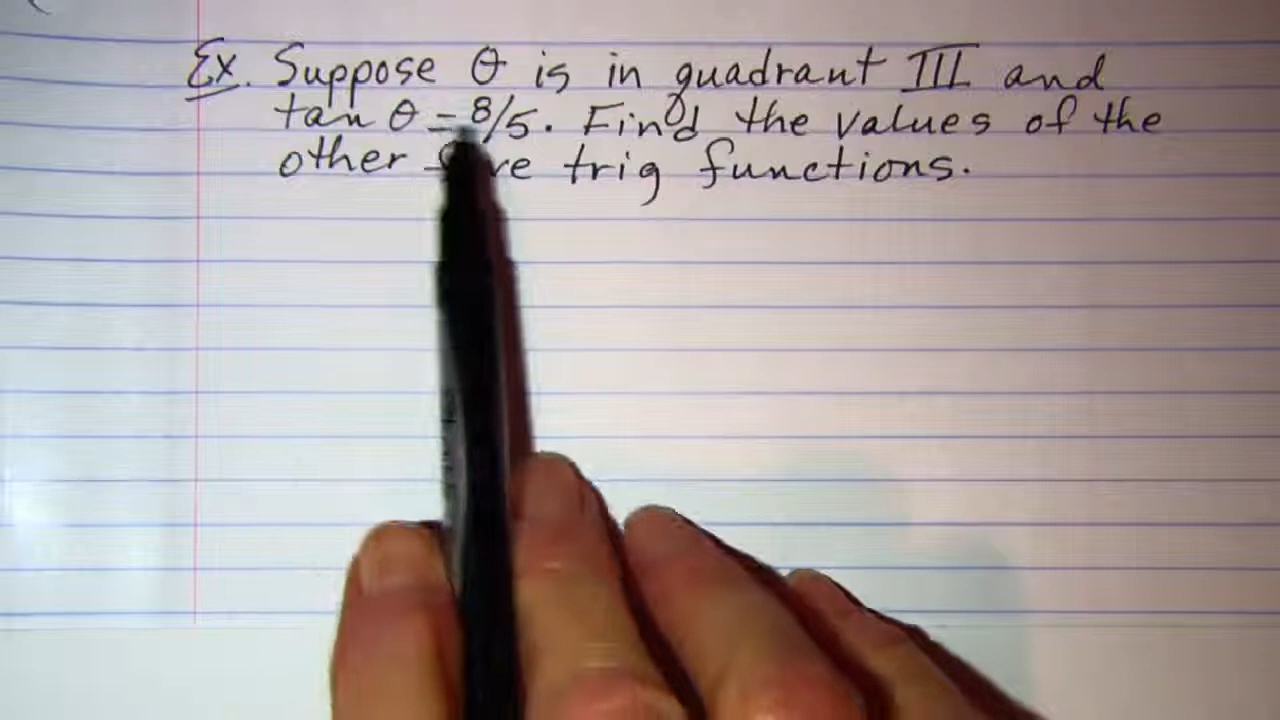 Ex. Suppose θ is in quadrant III and
tan θ = 8/5. Find the values of the
other trig functions.